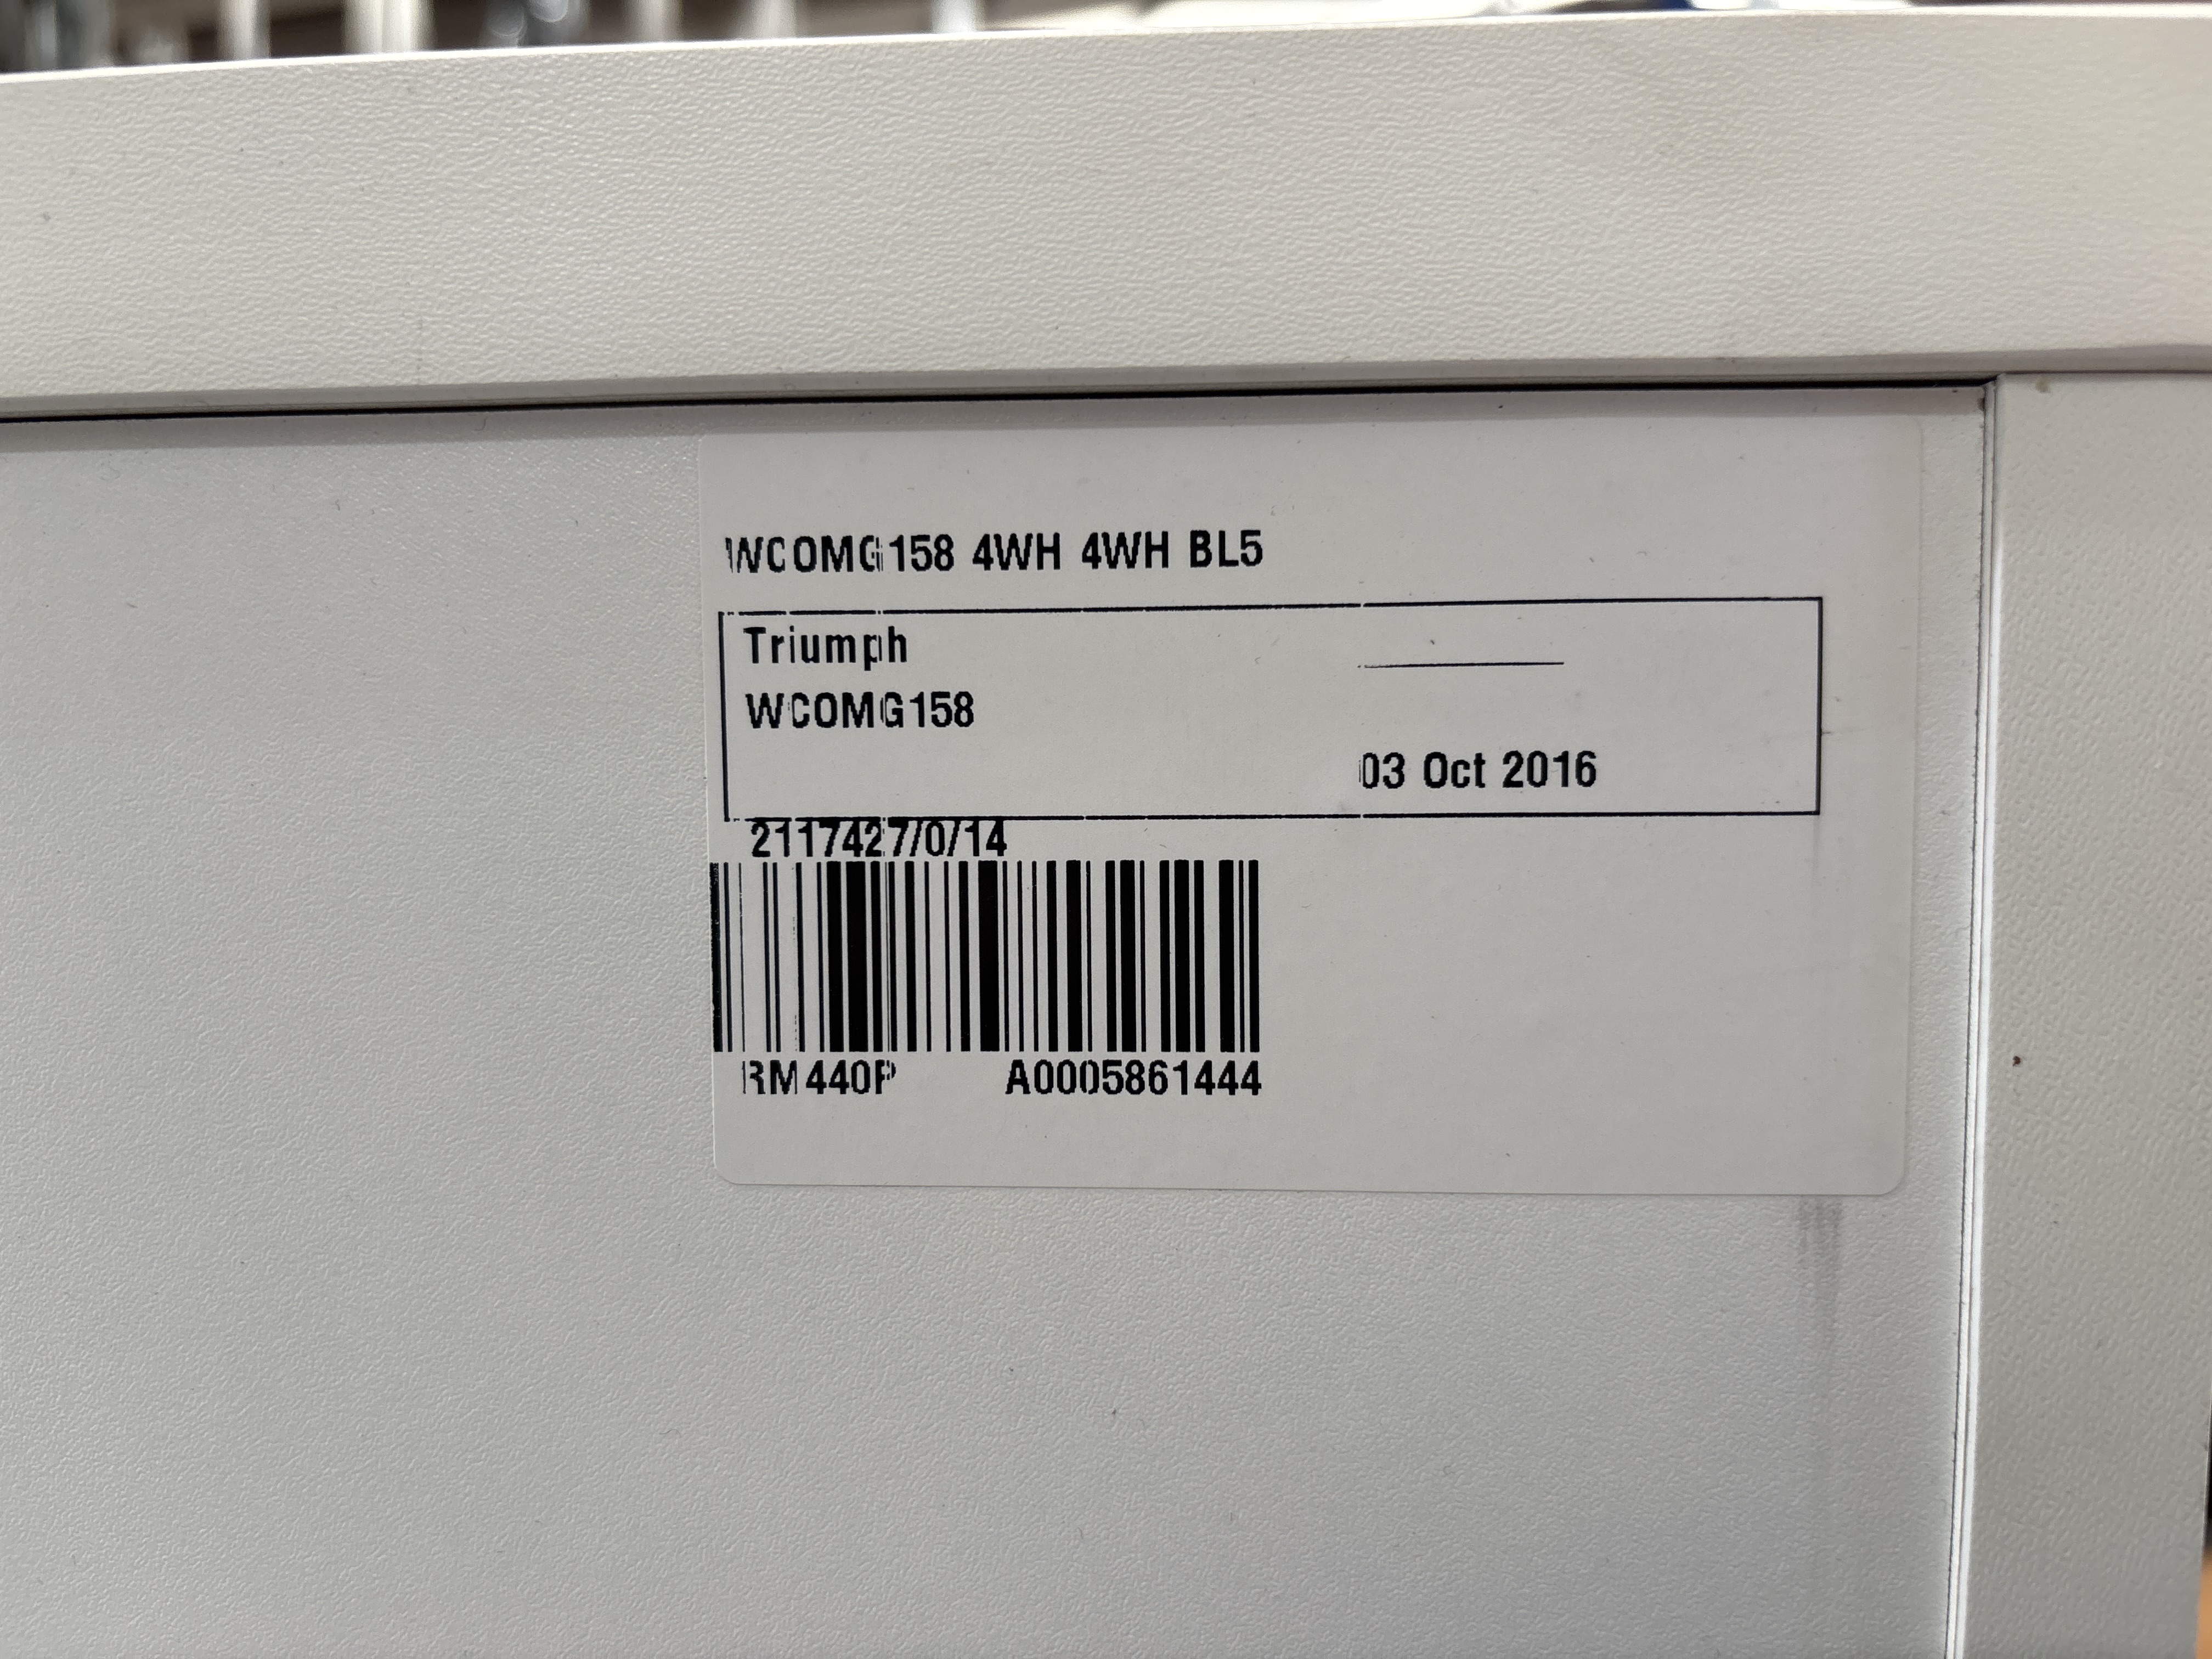 WCOMG158 4WH 4WH BL5
Triumph
WCOMG158
03 Oct 2016
2117427/0/14
RM440P A0005861444